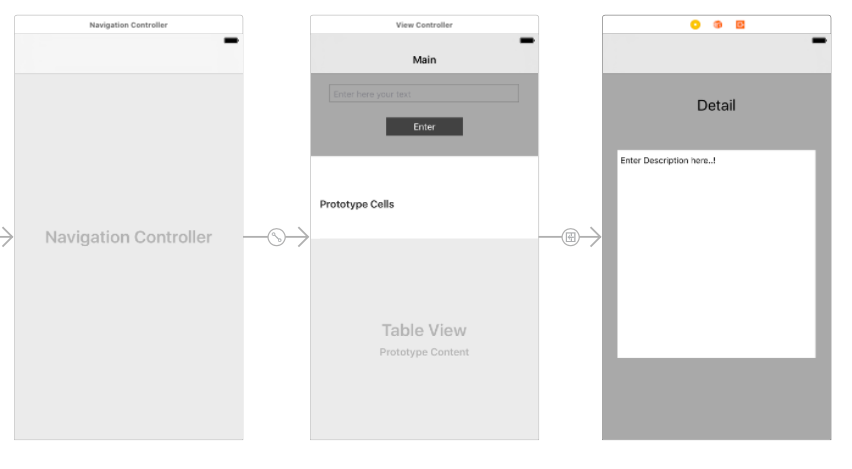 Navigation Controller
Navigation Controller
View Controller
Main
Enter here your text
Enter
Prototype Cells
Table View
Prototype Content
Detail
Enter Description here..!